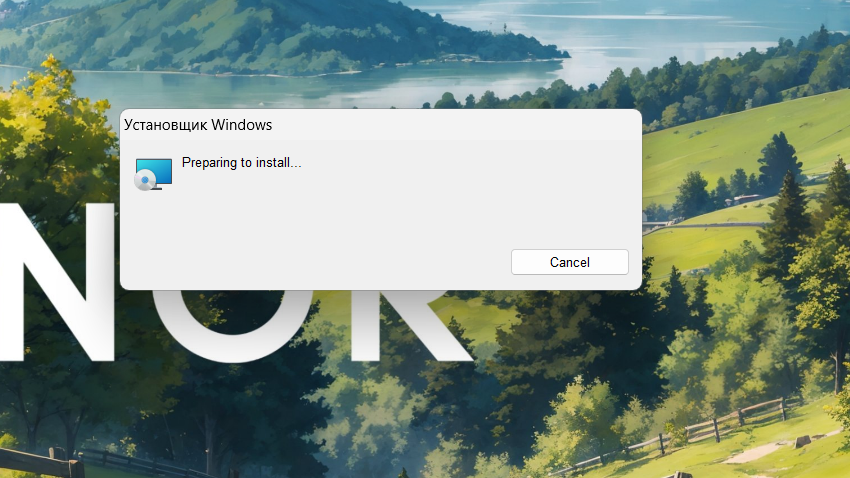 Установщик Windows
Preparing to install...
Cancel
NOR